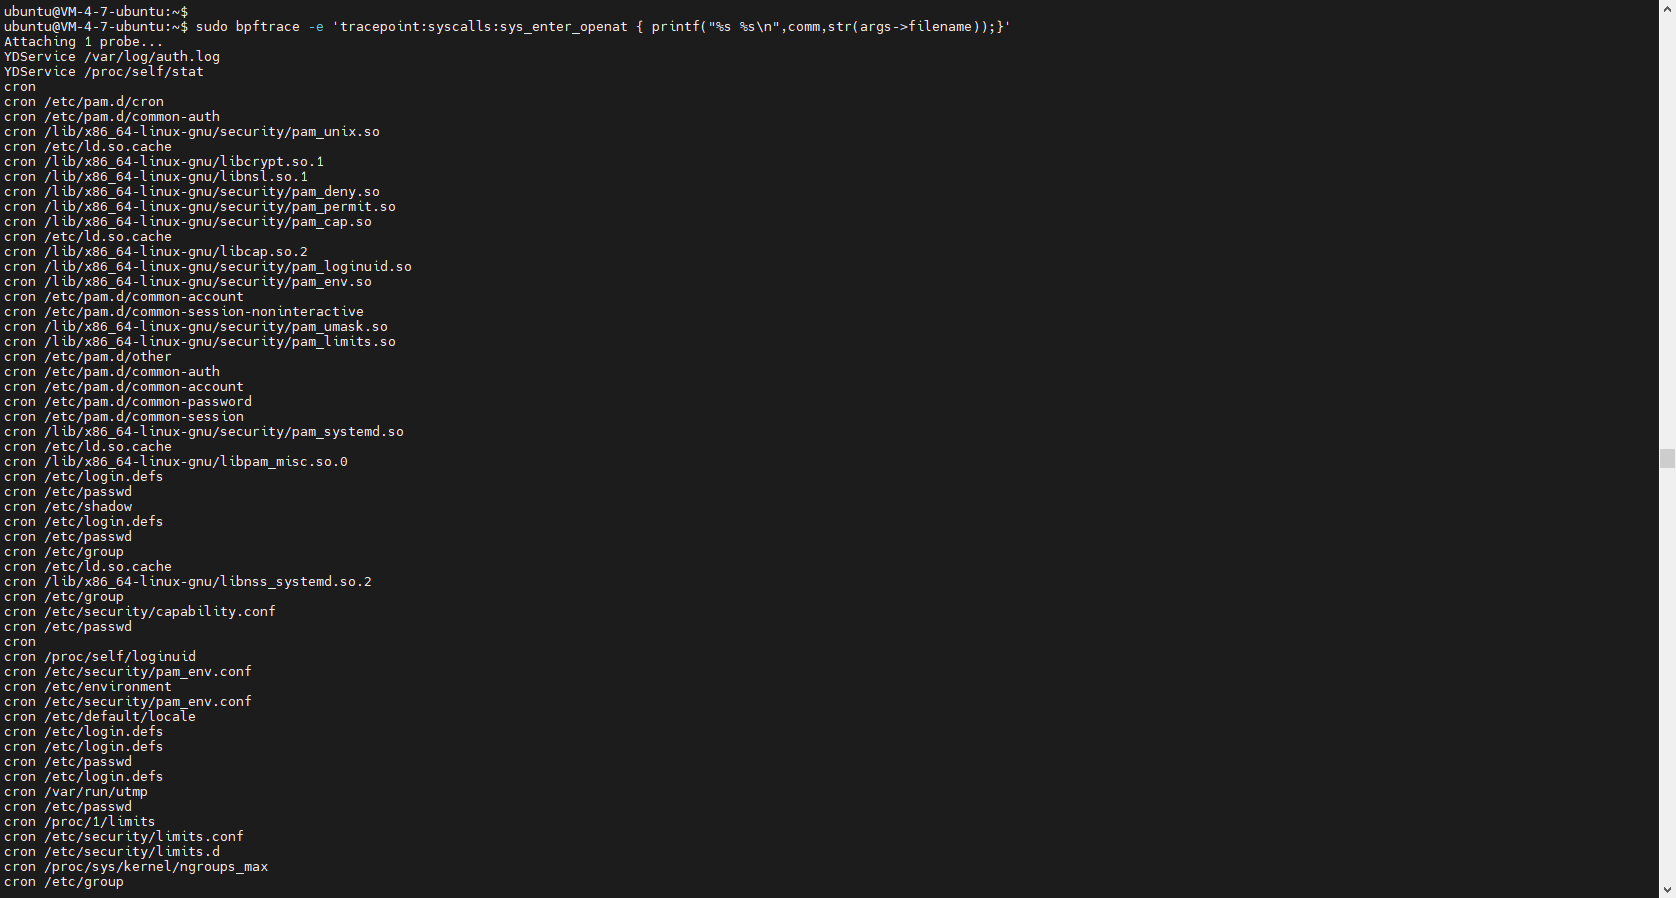 ubuntu@VM-4-7-ubuntu:~$
ubuntu@VM-4-7-ubuntu:~$ sudo bpftrace -e 'tracepoint:syscalls:sys_enter_openat { printf("%s %s\n",comm,str(args->filename));}'
Attaching 1 probe...
YDService /var/log/auth.log
YDService /proc/self/stat
cron
cron /etc/pam.d/cron
cron /etc/pam.d/common-auth
cron /lib/x86_64-linux-gnu/security/pam_unix.so
cron /etc/ld.so.cache
cron /lib/x86_64-linux-gnu/libcrypt.so.1
cron /lib/x86_64-linux-gnu/libnsl.so.1
cron /lib/x86_64-linux-gnu/security/pam_deny.so
cron /lib/x86_64-linux-gnu/security/pam_permit.so
cron /lib/x86_64-linux-gnu/security/pam_cap.so
cron /etc/ld.so.cache
cron /lib/x86_64-linux-gnu/libcap.so.2
cron /lib/x86_64-linux-gnu/security/pam_loginuid.so
cron /lib/x86_64-linux-gnu/security/pam_env.so
cron /etc/pam.d/common-account
cron /etc/pam.d/common-session-noninteractive
cron /lib/x86_64-linux-gnu/security/pam_umask.so
cron /lib/x86_64-linux-gnu/security/pam_limits.so
cron /etc/pam.d/other
cron /etc/pam.d/common-auth
cron /etc/pam.d/common-account
cron /etc/pam.d/common-password
cron /etc/pam.d/common-session
cron /lib/x86_64-linux-gnu/security/pam_systemd.so
cron /etc/ld.so.cache
cron /lib/x86_64-linux-gnu/libpam_misc.so.0
cron /etc/login.defs
cron /etc/passwd
cron /etc/shadow
cron /etc/login.defs
cron /etc/passwd
cron /etc/group
cron /etc/ld.so.cache
cron /lib/x86_64-linux-gnu/libnss_systemd.so.2
cron /etc/group
cron /etc/security/capability.conf
cron /etc/passwd
cron
cron /proc/self/loginuid
cron /etc/security/pam_env.conf
cron /etc/environment
cron /etc/security/pam_env.conf
cron /etc/default/locale
cron /etc/login.defs
cron /etc/login.defs
cron /etc/passwd
cron /etc/login.defs
cron /var/run/utmp
cron /etc/passwd
cron /proc/1/limits
cron /etc/security/limits.conf
cron /etc/security/limits.d
cron /proc/sys/kernel/ngroups_max
cron /etc/group